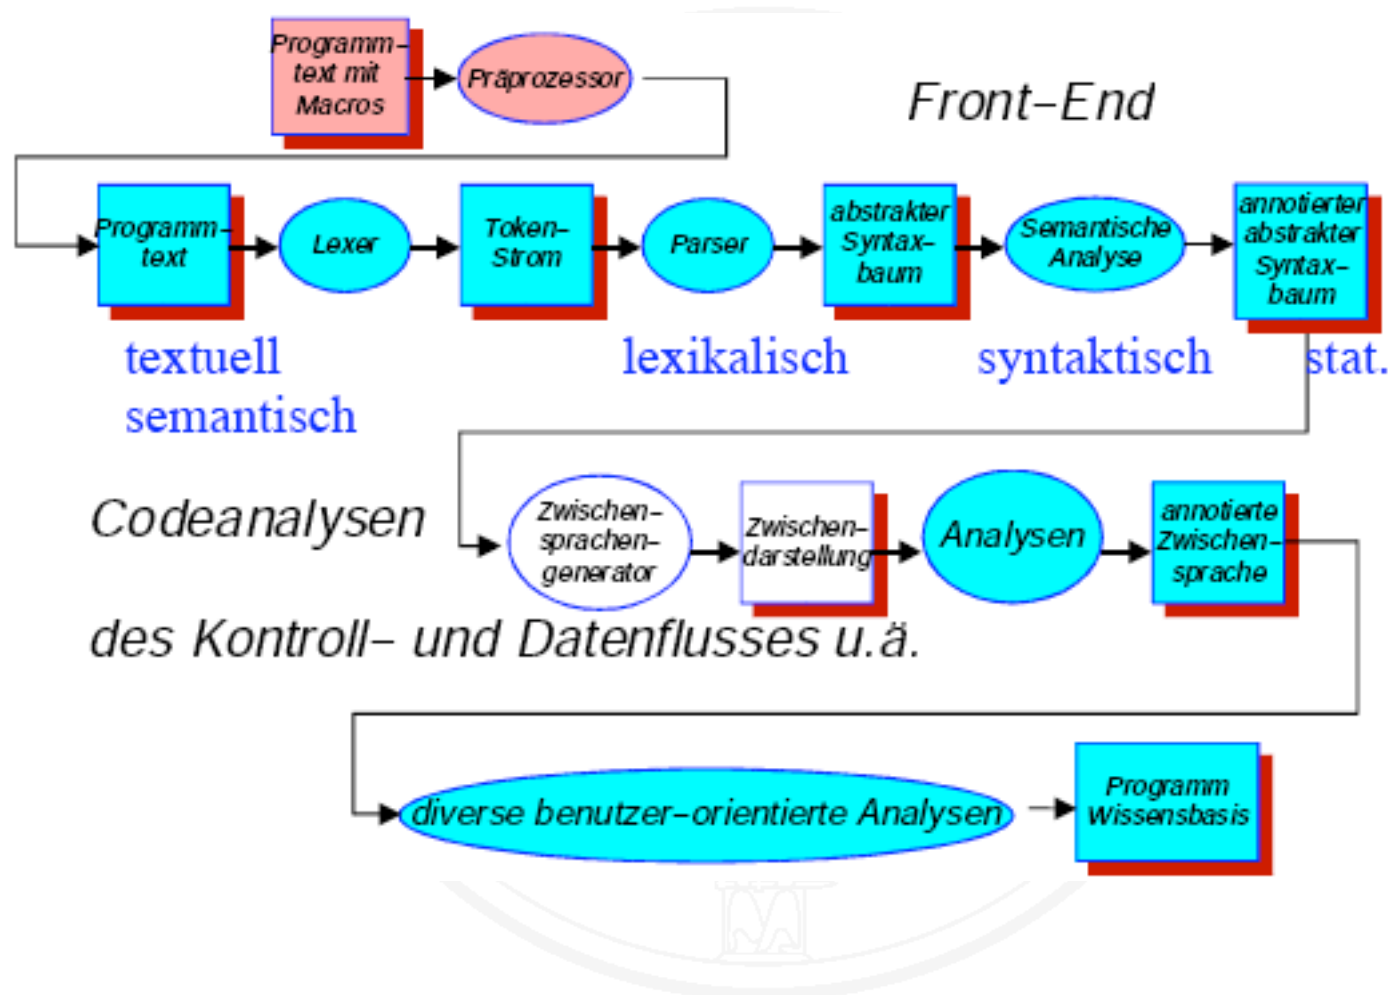 Programm–
text mit
Macros
Präprozessor
Front–End
Programm–
text
Lexer
Token–
Strom
Parser
abstrakter
Syntax–
baum
Semantische
Analyse
annotierter
abstrakter
Syntax–
baum
textuell
lexikalisch
syntaktisch
stat.
semantisch
Codeanalysen
Zwischen–
sprachen–
generator
Zwischen–
darstellung
Analysen
annotierte
Zwischen–
sprache
des Kontroll– und Datenflusses u.ä.
diverse benutzer–orientierte Analysen
Programm
Wissensbasis